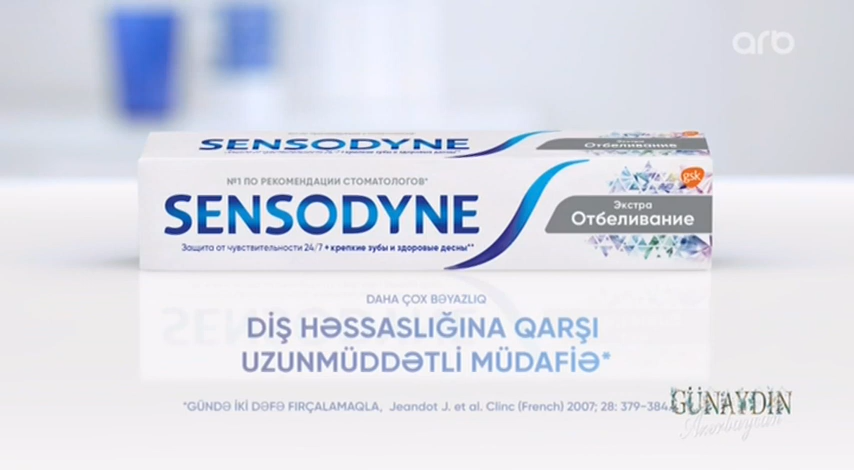 arb
SENSODYNE
Отбеливание
№1 ПО РЕКОМЕНДАЦИИ СТОМАТОЛОГОВ*
gsk
Экстра
SENSODYNE
Отбеливание
Защита от чувствительности 24/7 + крепкие зубы и здоровые десны**
DAHA ÇOX BƏYAZLIQ
DİŞ HƏSSASLIĞINA QARŞI
UZUNMÜDDƏTLİ MÜDAFİƏ*
*GÜNDƏ İKİ DƏFƏ FIRÇALAMAQLA, Jeandot J. et al. Clinc (French) 2007; 28: 379-384.
GÜNAYDIN
Azərbaycan